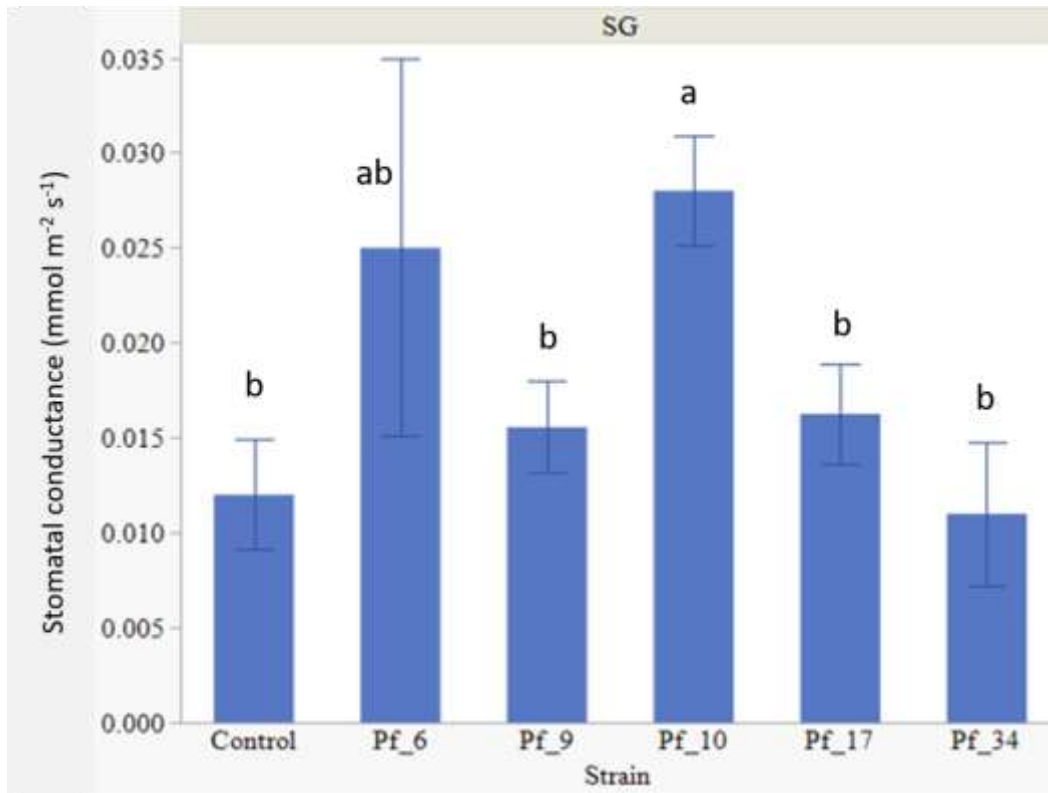 SG
Stomatal conductance (mmol m⁻² s⁻¹)
0.035
0.030
0.025
0.020
0.015
0.010
0.005
0.000
b
ab
b
a
b
b
Control Pf_6 Pf_9 Pf_10 Pf_17 Pf_34
Strain